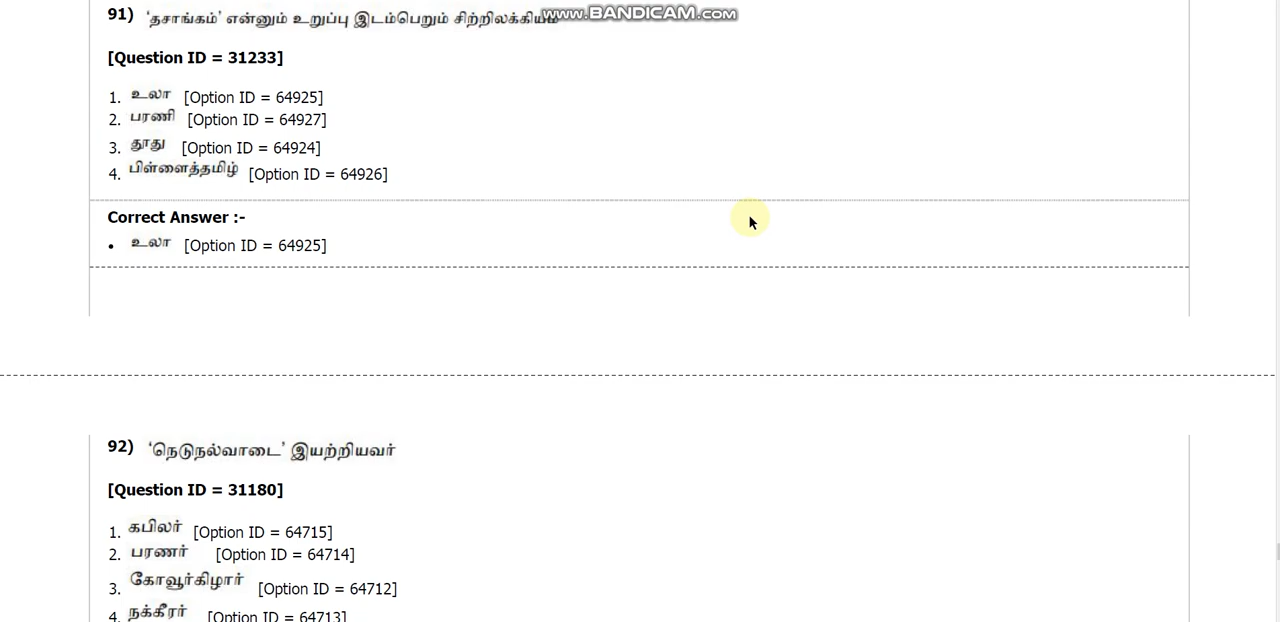 www.BANDICAM.com
91) ‘தசாங்கம்’ என்னும் உறுப்பு இடம்பெறும் சிற்றிலக்கியம்
[Question ID = 31233]
1. உலா [Option ID = 64925]
2. பரணி [Option ID = 64927]
3. தூது [Option ID = 64924]
4. பிள்ளைத்தமிழ் [Option ID = 64926]
Correct Answer :-
• உலா [Option ID = 64925]
92) ‘நெடுநல்வாடை’ இயற்றியவர்
[Question ID = 31180]
1. கபிலர் [Option ID = 64715]
2. பரணர் [Option ID = 64714]
3. கோவூர்கிழார் [Option ID = 64712]
4. நக்கீரர் [Option ID = 64713]